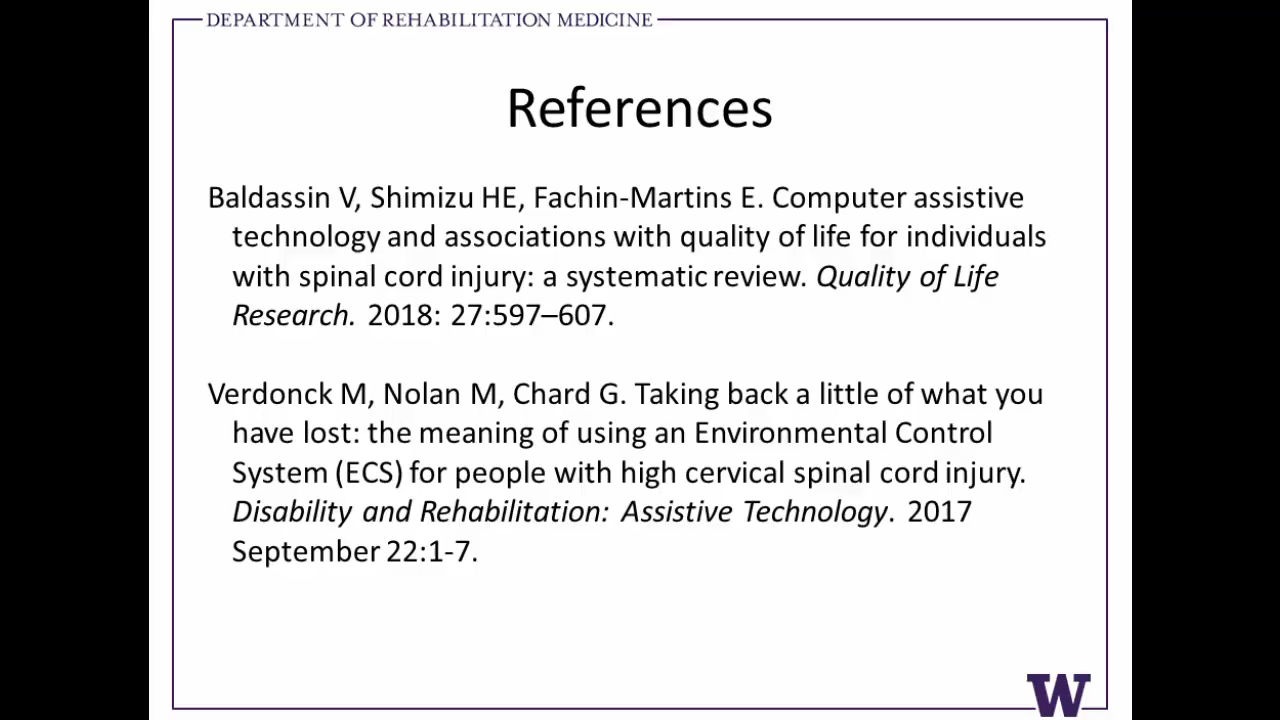 DEPARTMENT OF REHABILITATION MEDICINE
References
Baldassin V, Shimizu HE, Fachin-Martins E. Computer assistive
technology and associations with quality of life for individuals
with spinal cord injury: a systematic review. Quality of Life
Research. 2018: 27:597–607.
Verdonck M, Nolan M, Chard G. Taking back a little of what you
have lost: the meaning of using an Environmental Control
System (ECS) for people with high cervical spinal cord injury.
Disability and Rehabilitation: Assistive Technology. 2017
September 22:1-7.
W